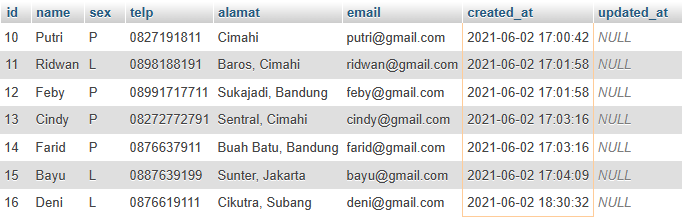 id name sex telp alamat email created_at updated_at
10 Putri P 0827191811 Cimahi putri@gmail.com 2021-06-02 17:00:42 NULL
11 Ridwan L 0898188191 Baros, Cimahi ridwan@gmail.com 2021-06-02 17:01:58 NULL
12 Feby P 08991717711 Sukajadi, Bandung feby@gmail.com 2021-06-02 17:01:58 NULL
13 Cindy P 08272772791 Sentral, Cimahi cindy@gmail.com 2021-06-02 17:03:16 NULL
14 Farid P 0876637911 Buah Batu, Bandung farid@gmail.com 2021-06-02 17:03:16 NULL
15 Bayu L 0887639199 Sunter, Jakarta bayu@gmail.com 2021-06-02 17:04:09 NULL
16 Deni L 0876619111 Cikutra, Subang deni@gmail.com 2021-06-02 18:30:32 NULL